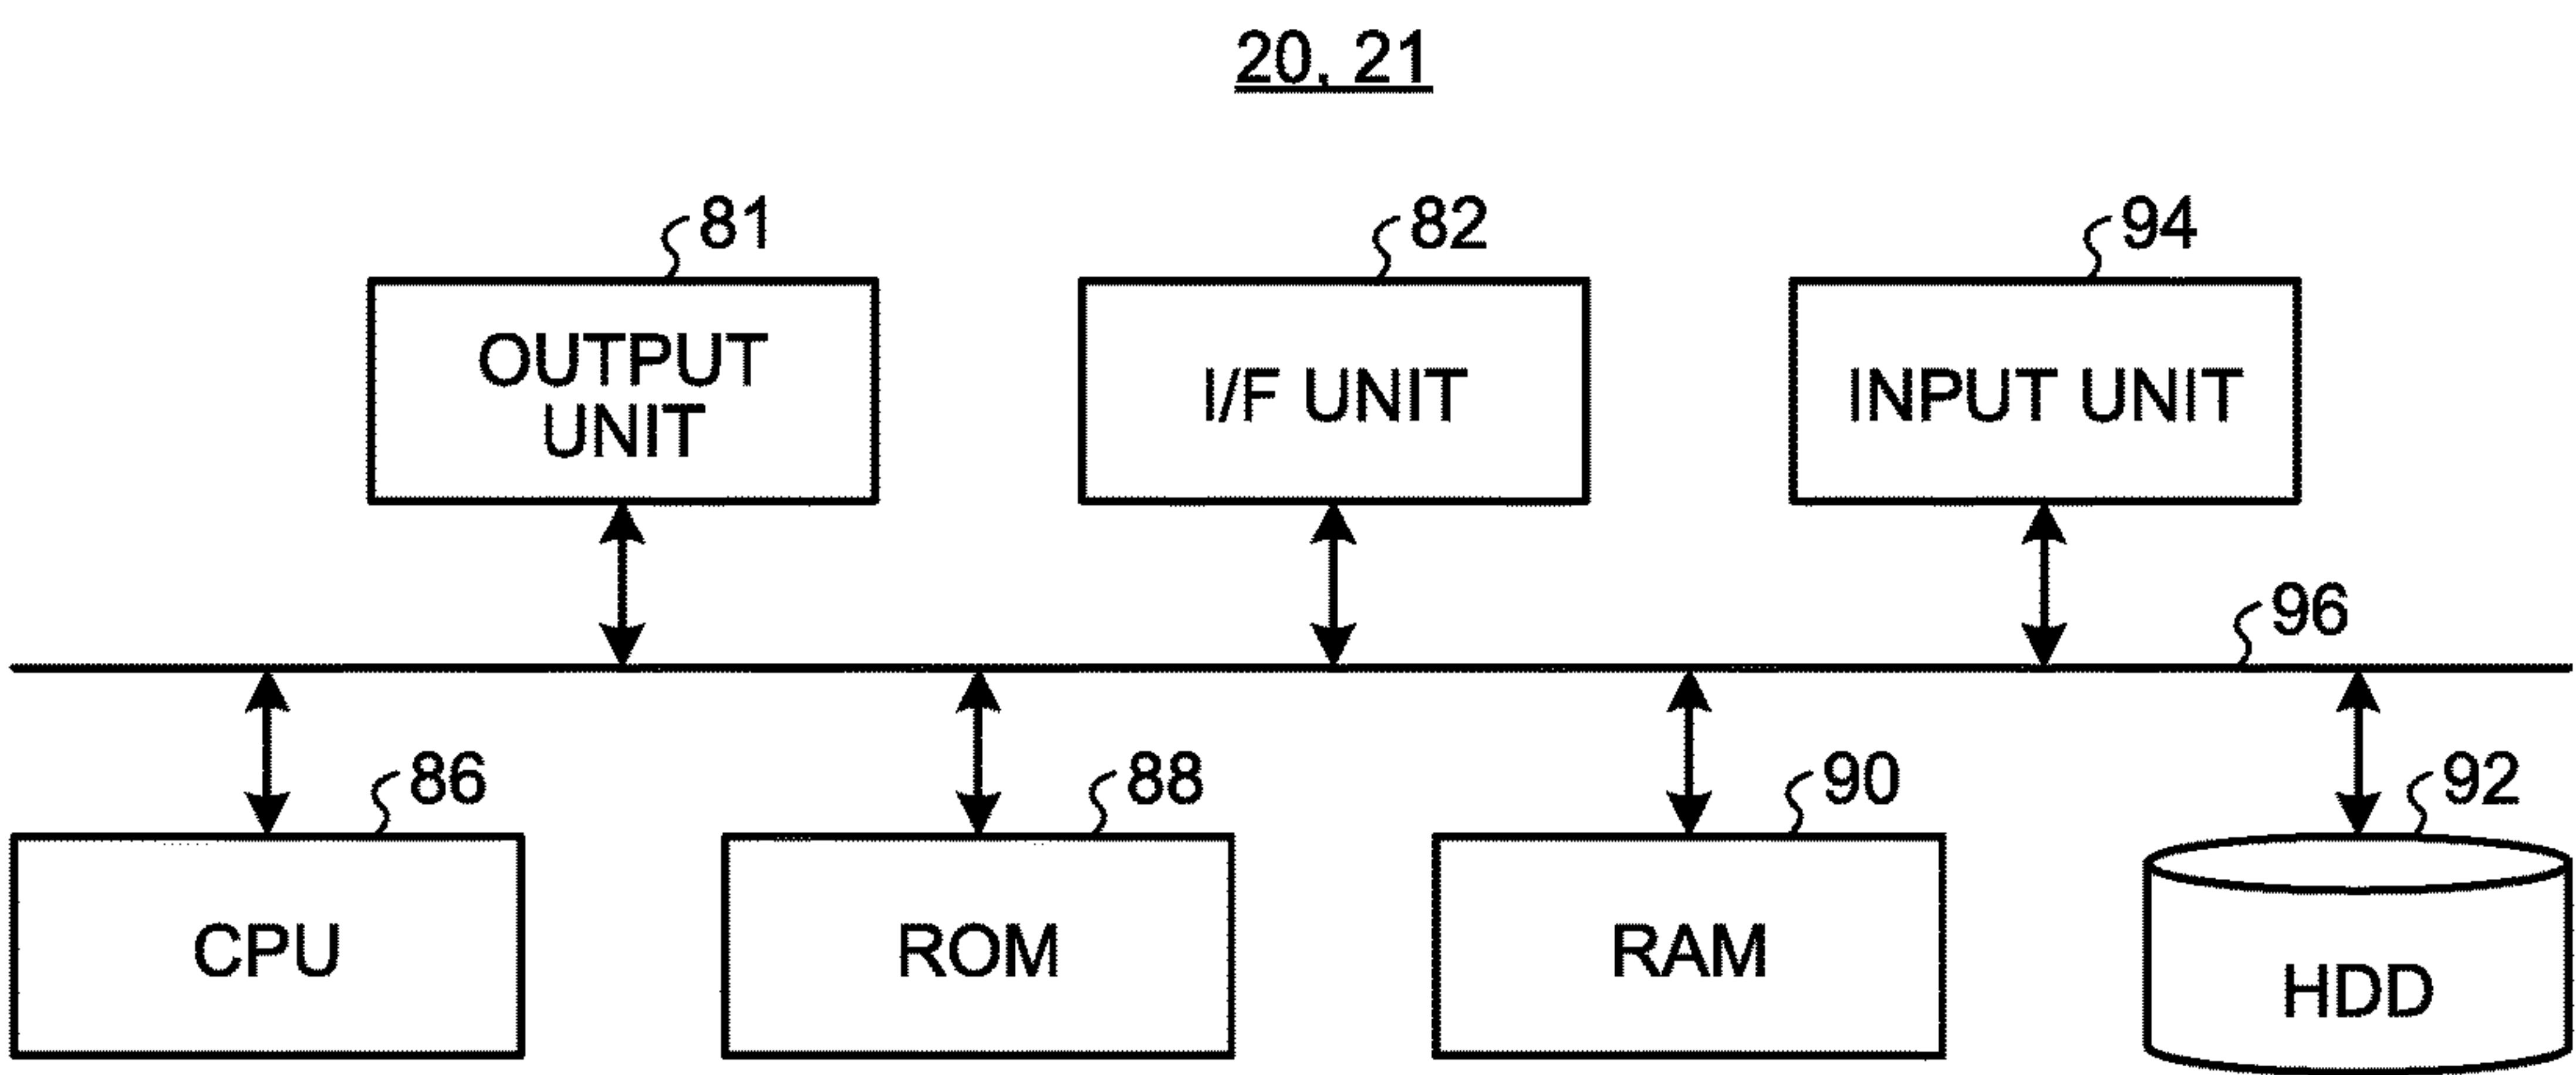 20, 21
81
82
94
OUTPUT
UNIT
I/F UNIT
INPUT UNIT
96
86
88
90
92
CPU
ROM
RAM
HDD